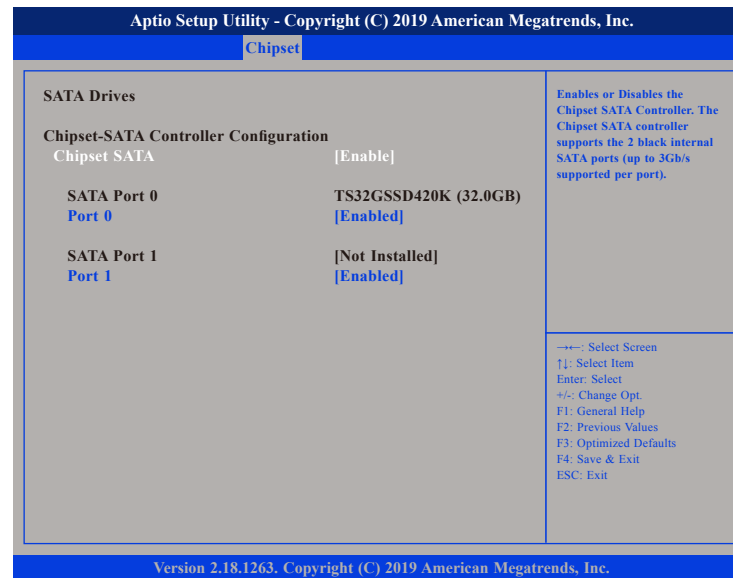 Aptio Setup Utility - Copyright (C) 2019 American Megatrends, Inc.
Chipset
SATA Drives
Chipset-SATA Controller Configuration
Chipset SATA [Enable]
SATA Port 0 TS32GSSD420K (32.0GB)
Port 0 [Enabled]
SATA Port 1 [Not Installed]
Port 1 [Enabled]
Enables or Disables the
Chipset SATA Controller. The
Chipset SATA controller
supports the 2 black internal
SATA ports (up to 3Gb/s
supported per port).
→←: Select Screen
↑↓: Select Item
Enter: Select
+/-: Change Opt.
F1: General Help
F2: Previous Values
F3: Optimized Defaults
F4: Save & Exit
ESC: Exit
Version 2.18.1263. Copyright (C) 2019 American Megatrends, Inc.